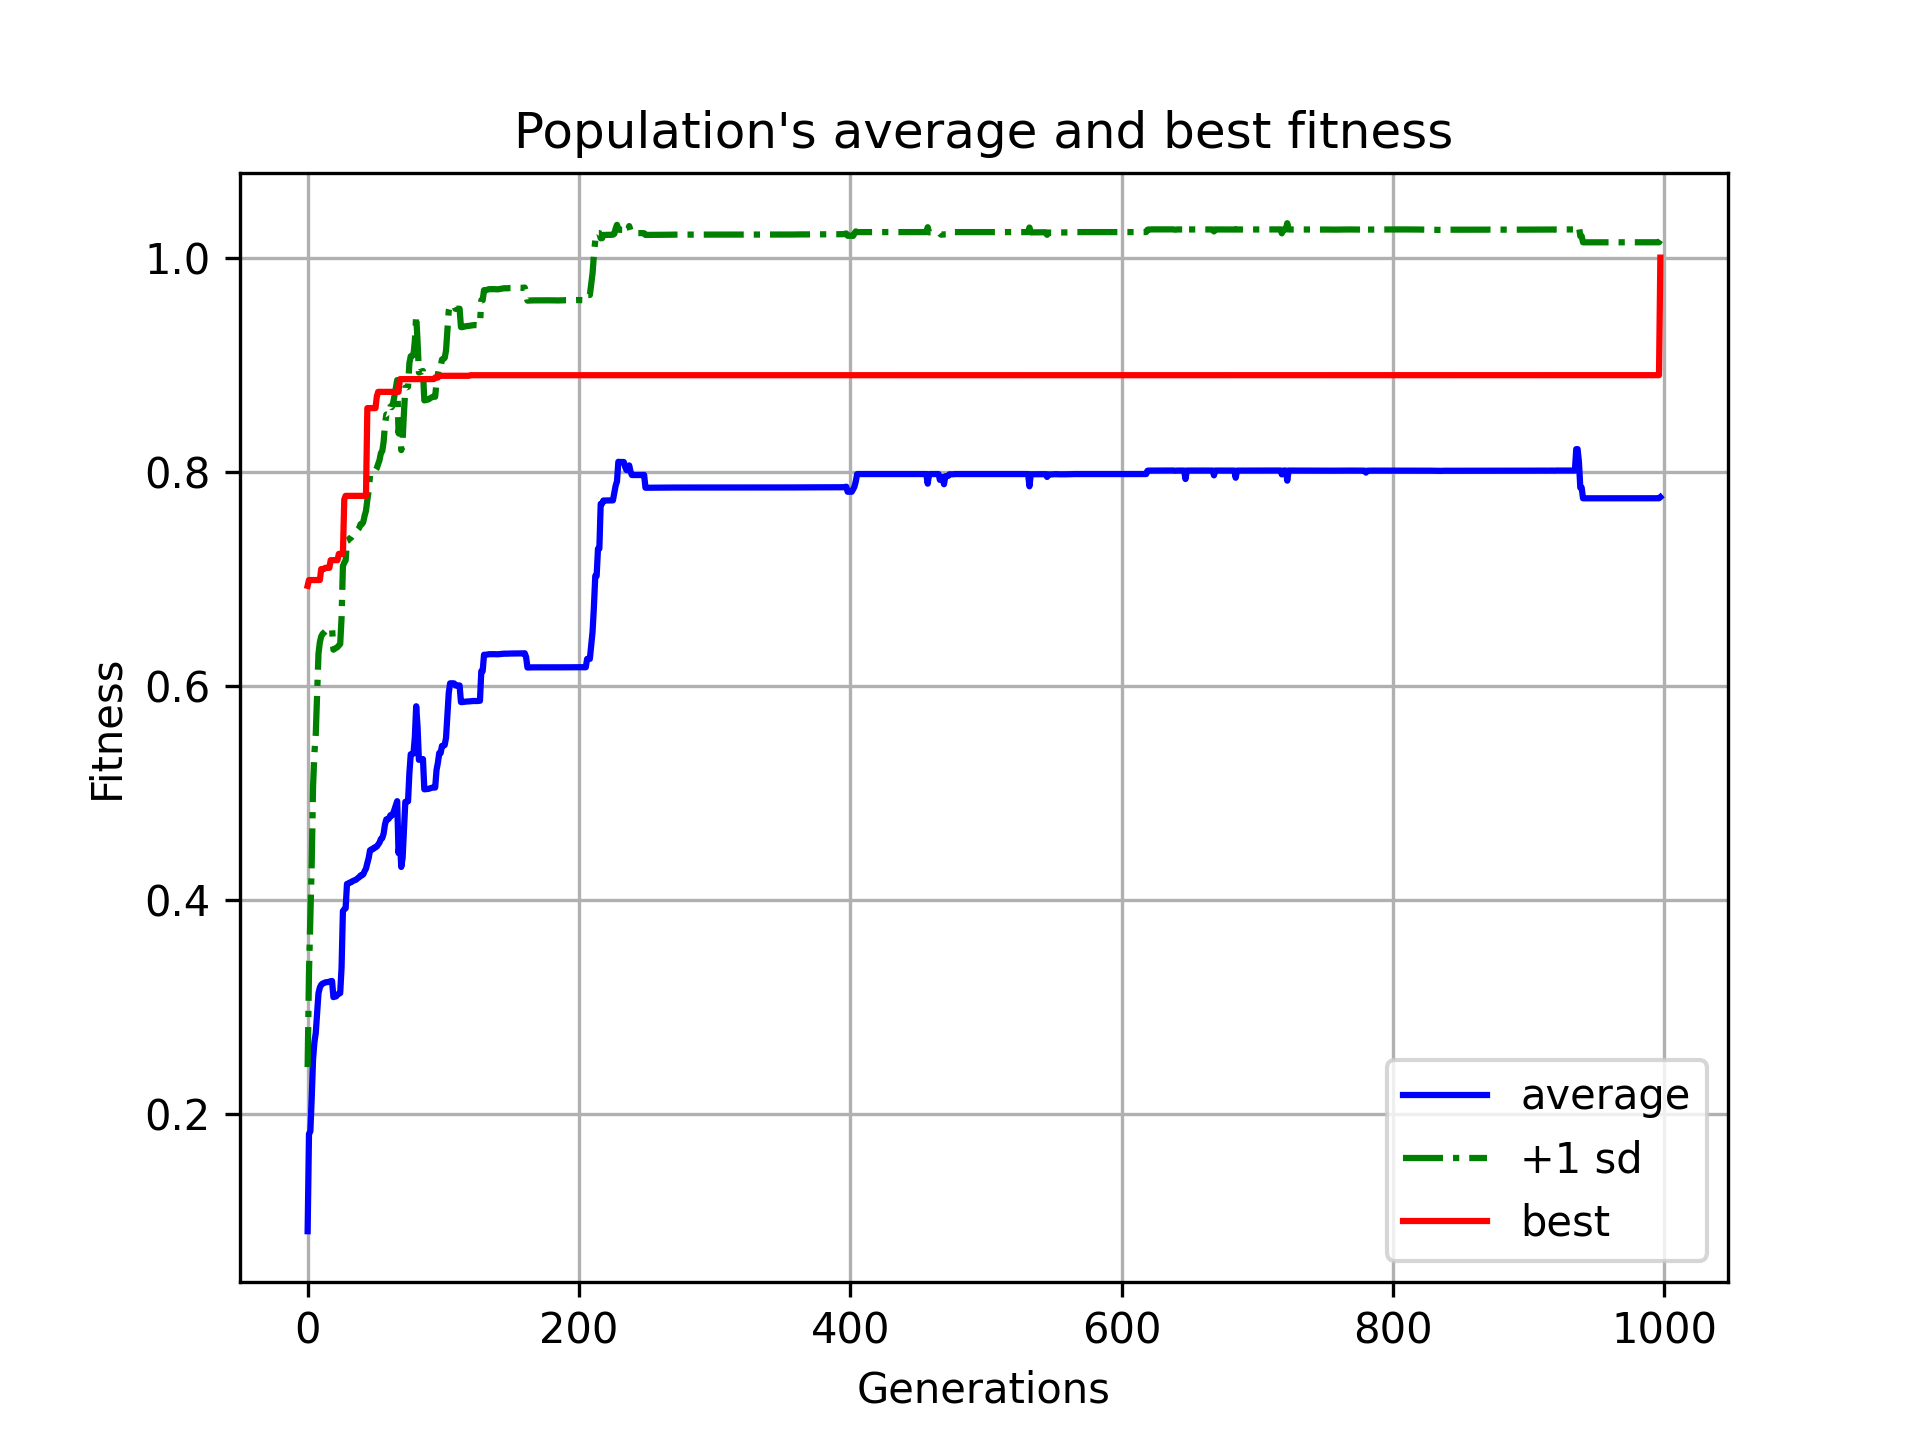 Population's average and best fitness
1.0
0.8
0.6
0.4
0.2
Fitness
0 200 400 600 800 1000
Generations
average
+1 sd
best